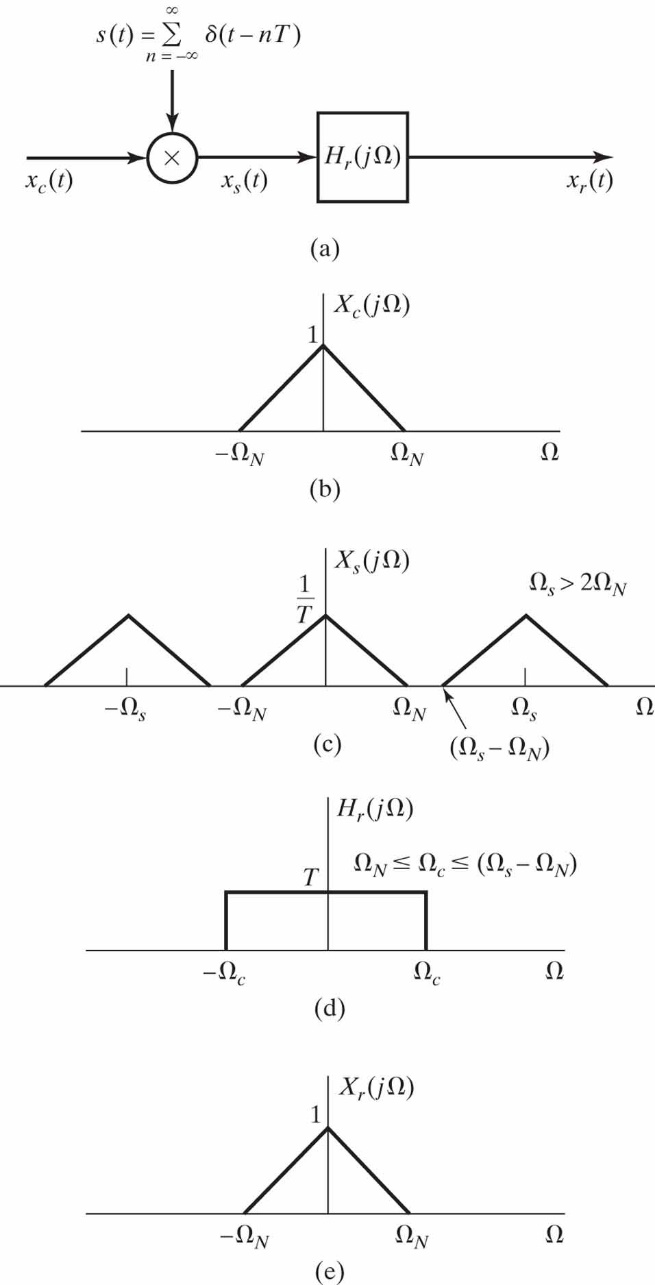 ∞
s(t) = ∑ δ(t – nT)
n = –∞
×
H_r(jΩ)
x_c(t) x_s(t) x_r(t)
(a)
X_c(jΩ)
1
–Ω_N Ω_N Ω
(b)
X_s(jΩ)
1/T
Ω_s > 2Ω_N
–Ω_s –Ω_N Ω_N Ω_s Ω
(Ω_s – Ω_N)
(c)
H_r(jΩ)
T
Ω_N ≤ Ω_c ≤ (Ω_s – Ω_N)
–Ω_c Ω_c Ω
(d)
X_r(jΩ)
1
–Ω_N Ω_N Ω
(e)